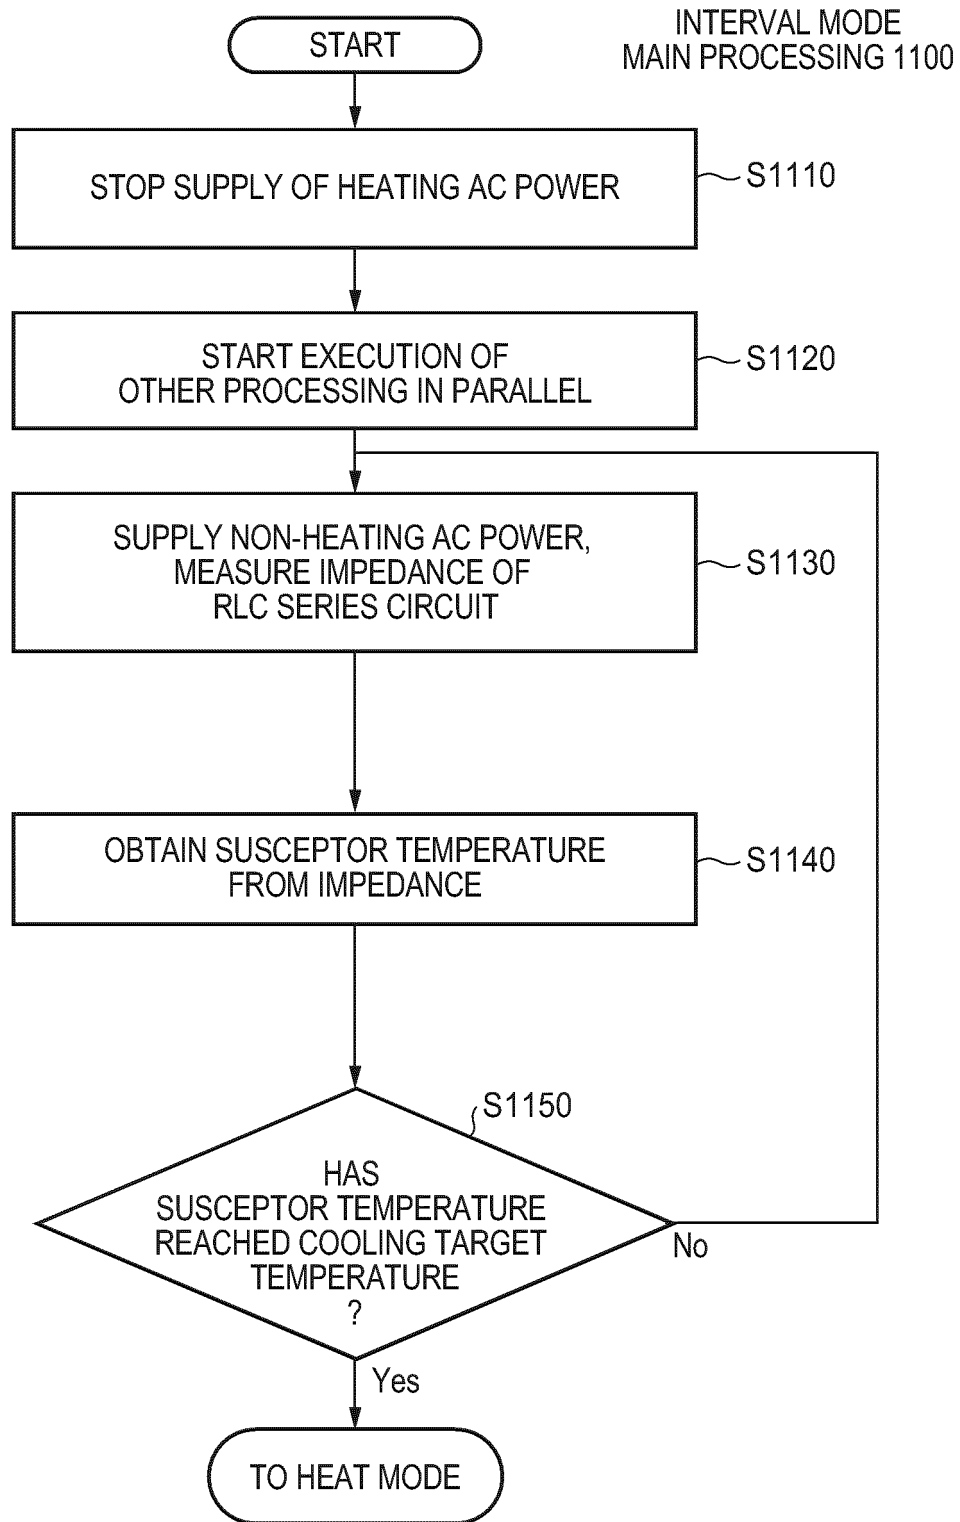 INTERVAL MODE
MAIN PROCESSING 1100
START
STOP SUPPLY OF HEATING AC POWER
S1110
START EXECUTION OF
OTHER PROCESSING IN PARALLEL
S1120
SUPPLY NON-HEATING AC POWER,
MEASURE IMPEDANCE OF
RLC SERIES CIRCUIT
S1130
OBTAIN SUSCEPTOR TEMPERATURE
FROM IMPEDANCE
S1140
S1150
HAS
SUSCEPTOR TEMPERATURE
REACHED COOLING TARGET
TEMPERATURE
?
No
Yes
TO HEAT MODE